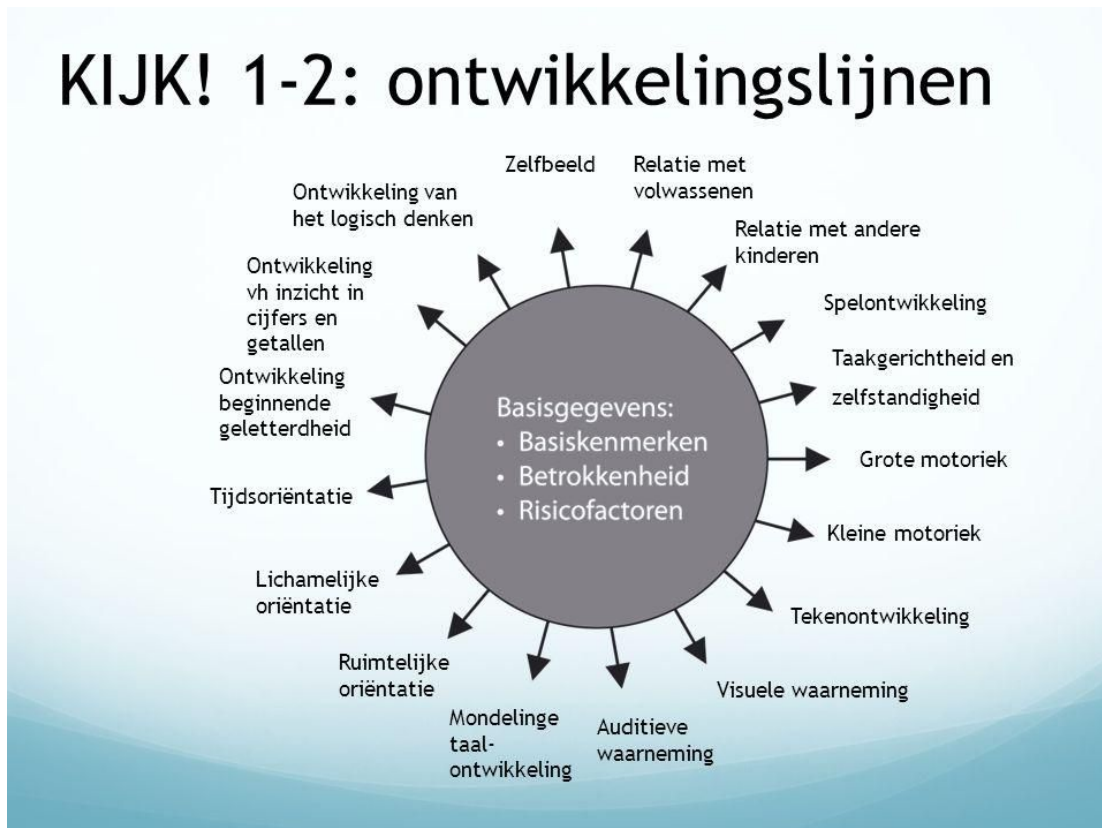 KIJK! 1-2: ontwikkelingslijnen
Zelfbeeld
Relatie met
volwassenen
Relatie met andere
kinderen
Spelontwikkeling
Taakgerichtheid en
zelfstandigheid
Grote motoriek
Kleine motoriek
Tekenontwikkeling
Visuele waarneming
Auditieve
waarneming
Mondelinge
taal-
ontwikkeling
Ruimtelijke
oriëntatie
Lichamelijke
oriëntatie
Tijdsoriëntatie
Ontwikkeling
beginnende
geletterdheid
Ontwikkeling
vh inzicht in
cijfers en
getallen
Ontwikkeling van
het logisch denken
Basisgegevens:
• Basiskenmerken
• Betrokkenheid
• Risicofactoren